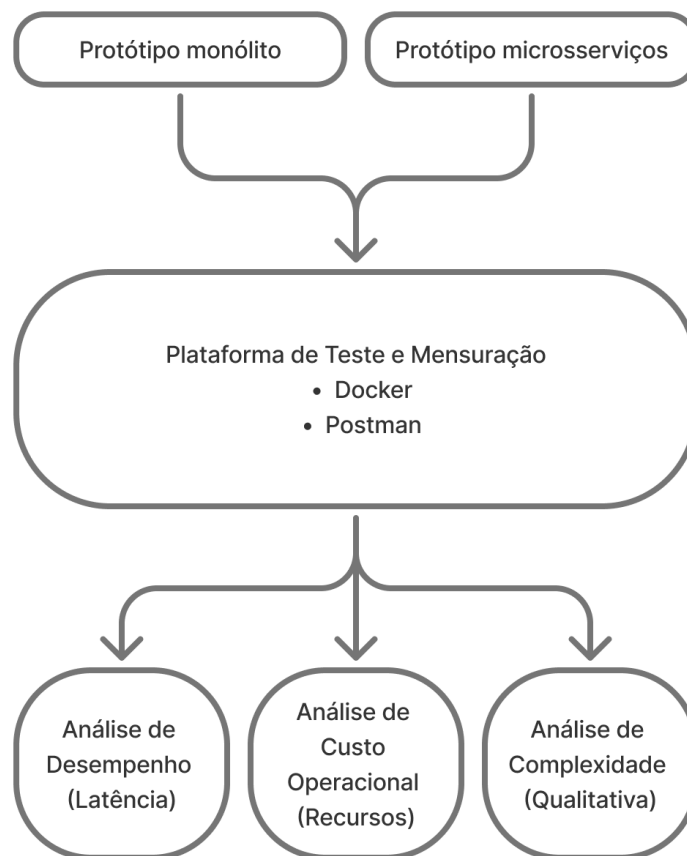 Protótipo monólito
Protótipo microsserviços
Plataforma de Teste e Mensuração
• Docker
• Postman
Análise de
Desempenho
(Latência)
Análise de
Custo
Operacional
(Recursos)
Análise de
Complexidade
(Qualitativa)